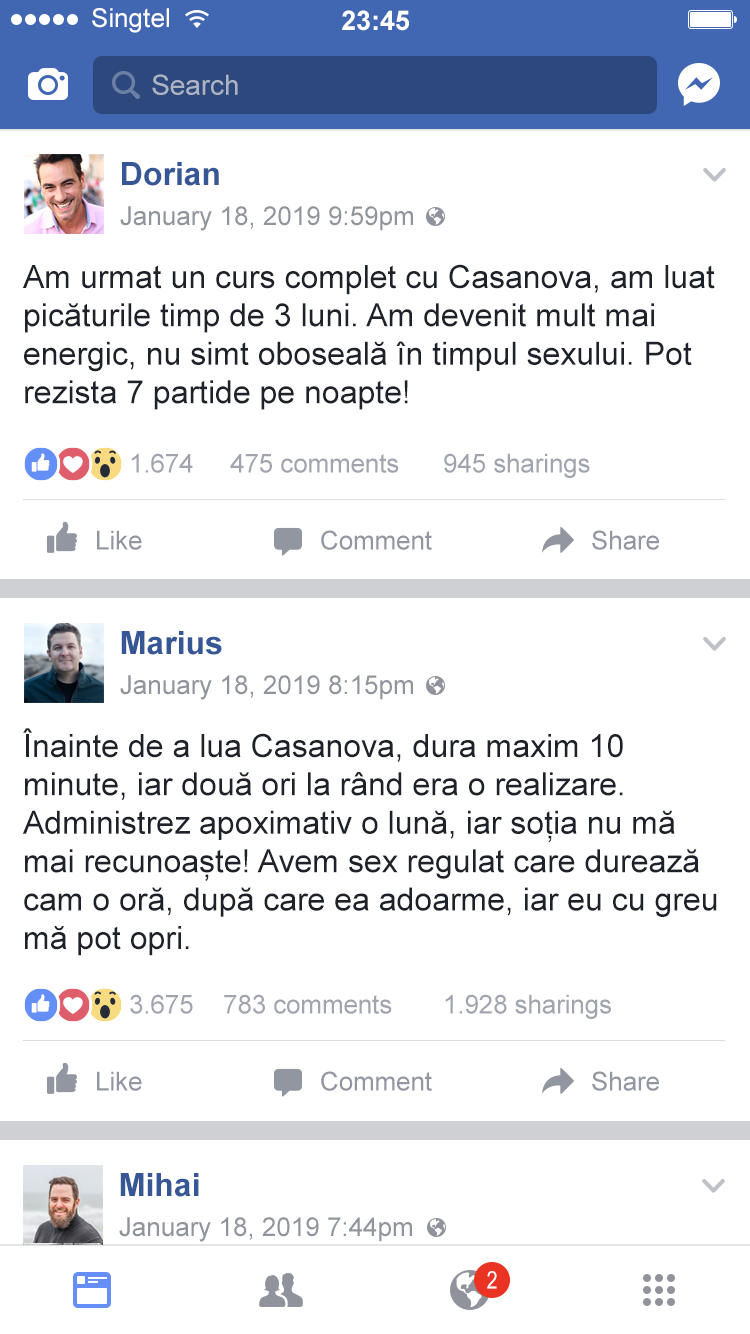 Singtel 23:45
Search
Dorian
January 18, 2019 9:59pm
Am urmat un curs complet cu Casanova, am luat
picăturile timp de 3 luni. Am devenit mult mai
energic, nu simt oboseală în timpul sexului. Pot
rezista 7 partide pe noapte!
1.674 475 comments 945 sharings
Like Comment Share
Marius
January 18, 2019 8:15pm
Înainte de a lua Casanova, dura maxim 10
minute, iar două ori la rând era o realizare.
Administrez apoximativ o lună, iar soția nu mă
mai recunoaște! Avem sex regulat care durează
cam o oră, după care ea adoarme, iar eu cu greu
mă pot opri.
3.675 783 comments 1.928 sharings
Like Comment Share
Mihai
January 18, 2019 7:44pm
2